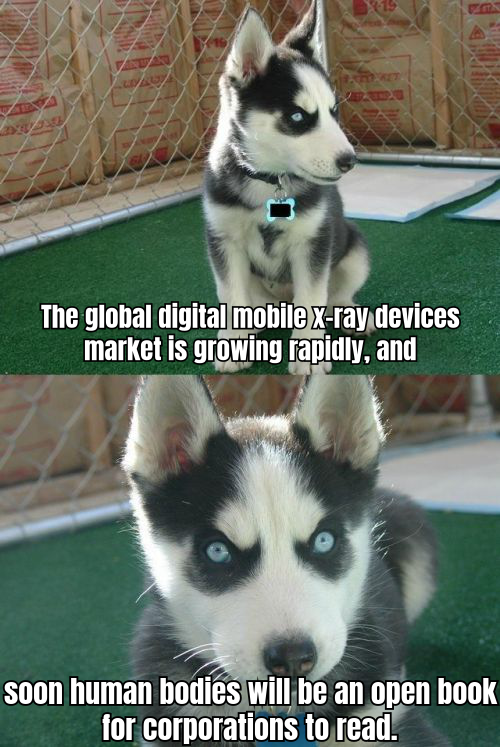 The global digital mobile x-ray devices
market is growing rapidly, and
soon human bodies will be an open book
for corporations to read.